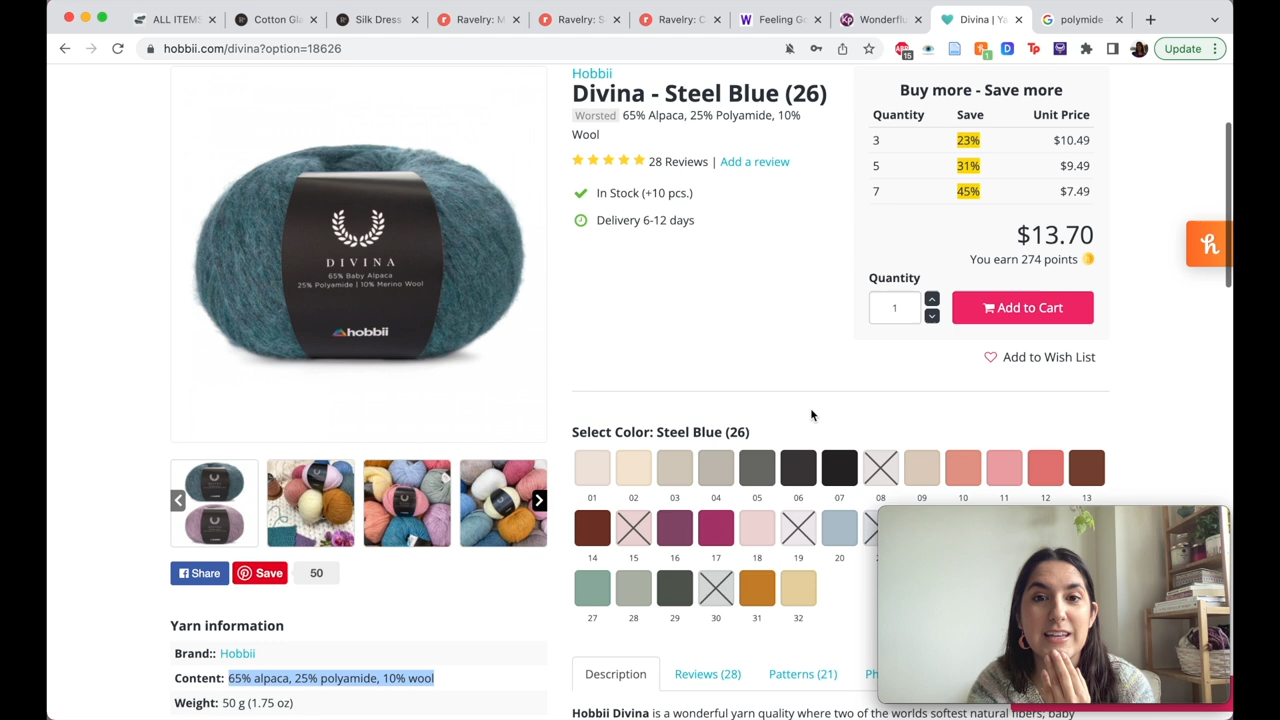 ALL ITEMS
Cotton Gla
Silk Dress
Ravelry: M
Ravelry: S
Ravelry: C
Feeling Go
Wonderflu
Divina | Ya
polymide
hobbii.com/divina?option=18626
Update
Hobbii
Divina - Steel Blue (26)
Worsted 65% Alpaca, 25% Polyamide, 10%
Wool
28 Reviews | Add a review
In Stock (+10 pcs.)
Delivery 6-12 days
Buy more - Save more
Quantity Save Unit Price
3 23% $10.49
5 31% $9.49
7 45% $7.49
$13.70
You earn 274 points
Quantity
1
Add to Cart
Add to Wish List
DIVINA
65% Baby Alpaca
25% Polyamide | 10% Merino Wool
hobbii
Select Color: Steel Blue (26)
01 02 03 04 05 06 07 08 09 10 11 12 13
14 15 16 17 18 19 20
27 28 29 30 31 32
Share
Save
50
Yarn information
Brand:: Hobbii
Content: 65% alpaca, 25% polyamide, 10% wool
Weight: 50 g (1.75 oz)
Description
Reviews (28)
Patterns (21)
Ph
Hobbii Divina is a wonderful yarn quality where two of the worlds softest natural fibers; baby